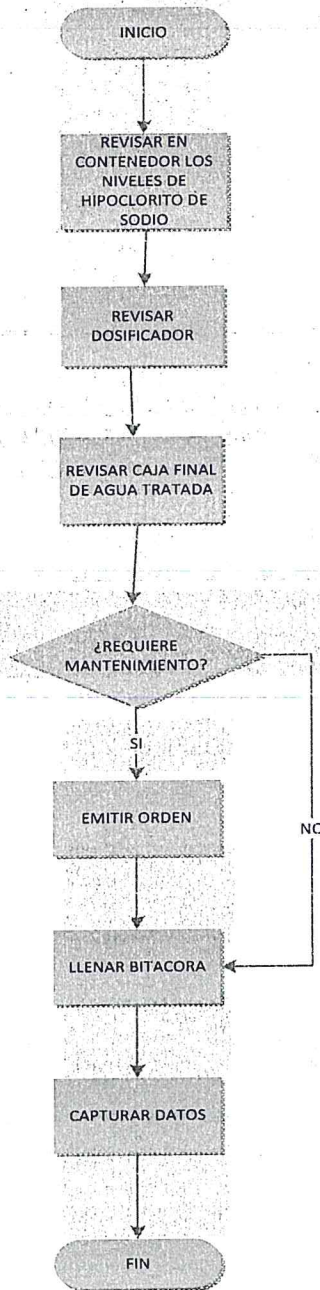 INICIO
REVISAR EN
CONTENEDOR LOS
NIVELES DE
HIPOCLORITO DE
SODIO
REVISAR
DOSIFICADOR
REVISAR CAJA FINAL
DE AGUA TRATADA
¿REQUIERE
MANTENIMIENTO?
SI
EMITIR ORDEN
NO
LLENAR BITACORA
CAPTURAR DATOS
FIN